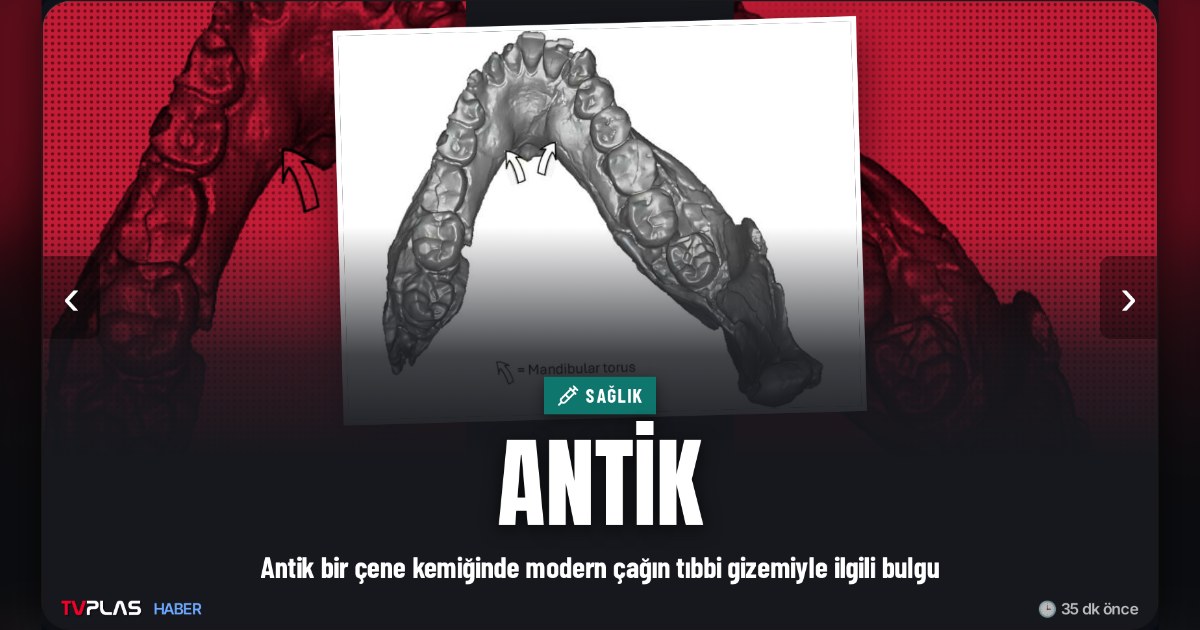 = Mandibular torus
SAĞLIK
ANTİK
Antik bir çene kemiğinde modern çağın tıbbi gizemiyle ilgili bulgu
TVPLAS HABER
35 dk önce